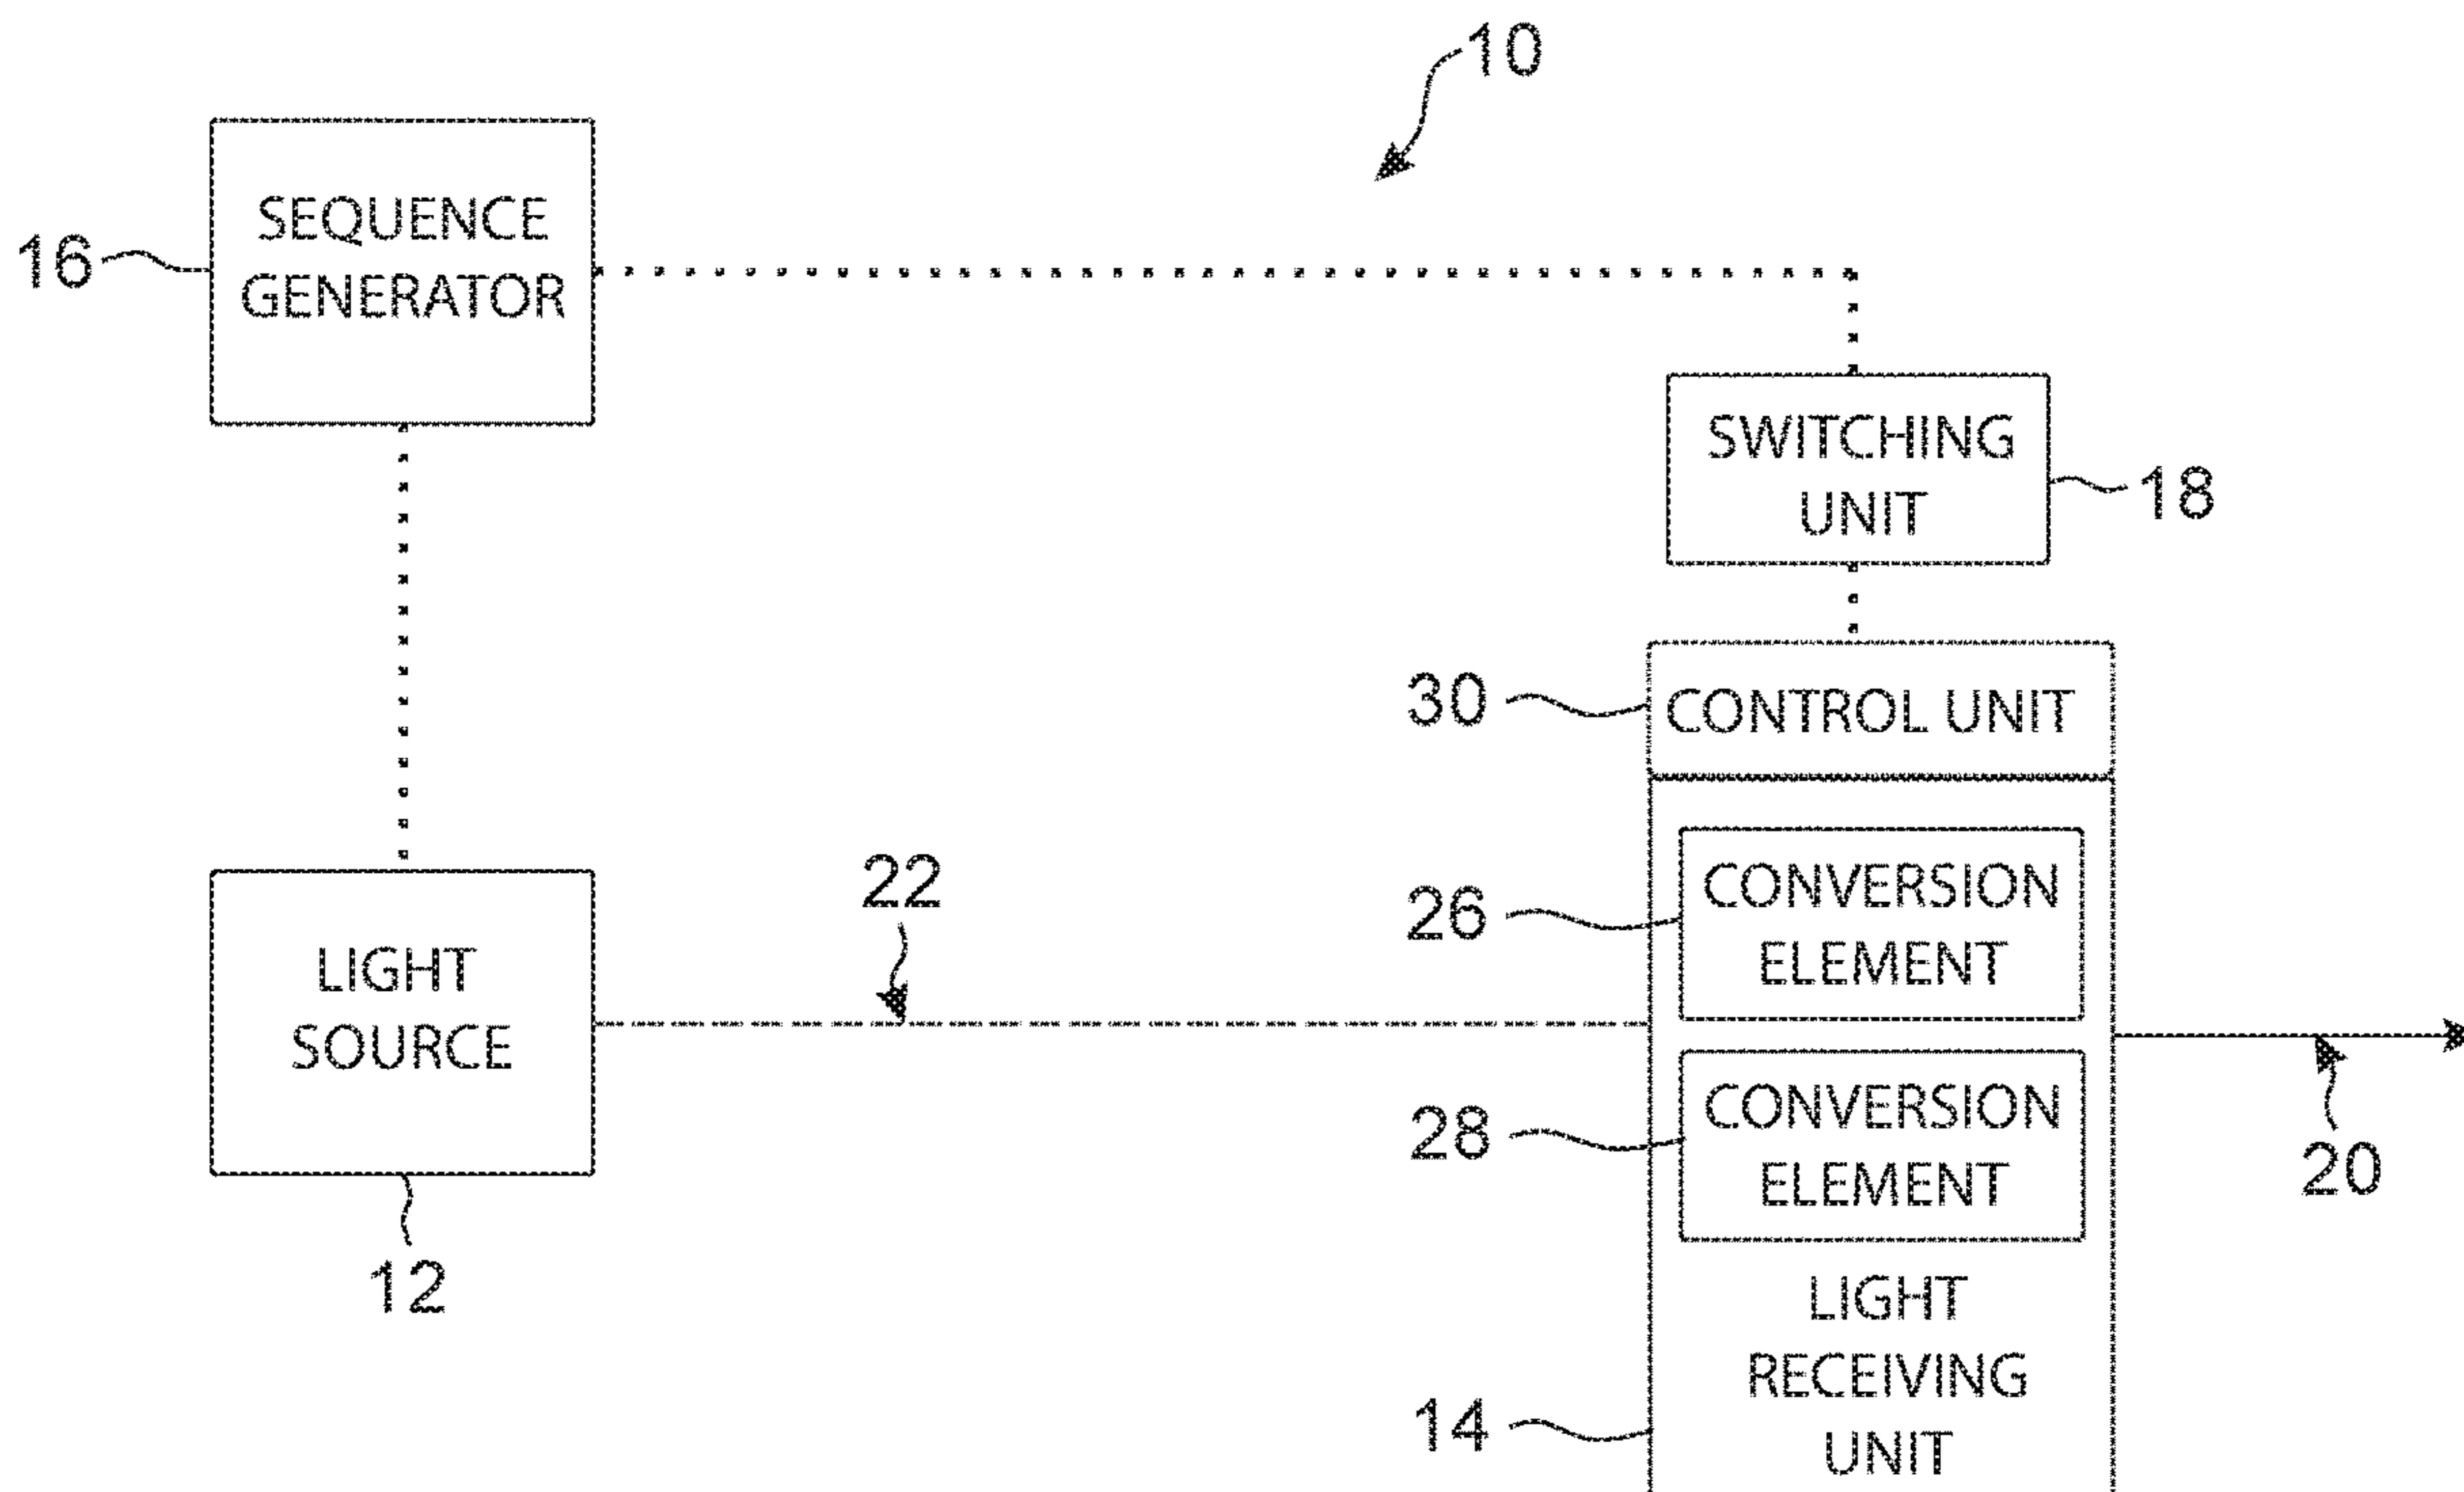 10
SEQUENCE
GENERATOR
16
SWITCHING
UNIT
18
30
CONTROL UNIT
22
26
CONVERSION
ELEMENT
LIGHT
SOURCE
28
CONVERSION
ELEMENT
20
12
LIGHT
RECEIVING
UNIT
14